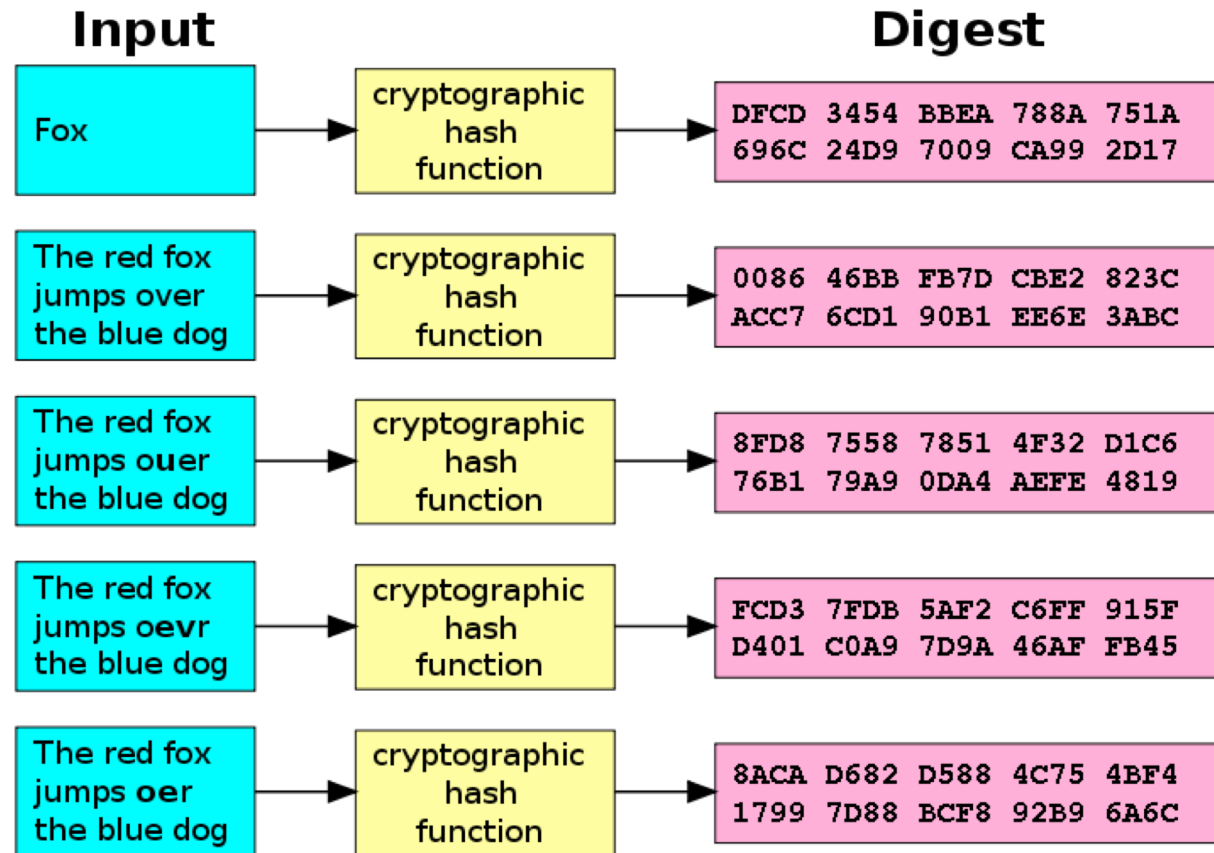 Input
Digest
Fox
cryptographic
hash
function
DFCD 3454 BBEA 788A 751A
696C 24D9 7009 CA99 2D17
The red fox
jumps over
the blue dog
cryptographic
hash
function
0086 46BB FB7D CBE2 823C
ACC7 6CD1 90B1 EE6E 3ABC
The red fox
jumps ouer
the blue dog
cryptographic
hash
function
8FD8 7558 7851 4F32 D1C6
76B1 79A9 0DA4 AEFE 4819
The red fox
jumps oevr
the blue dog
cryptographic
hash
function
FCD3 7FDB 5AF2 C6FF 915F
D401 C0A9 7D9A 46AF FB45
The red fox
jumps oer
the blue dog
cryptographic
hash
function
8ACA D682 D588 4C75 4BF4
1799 7D88 BCF8 92B9 6A6C